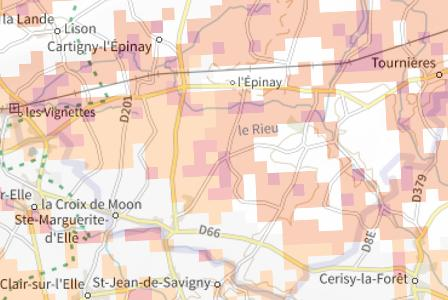 la Lande
Lison
Cartigny-l'Épinay
Tournières
l'Épinay
les Vignettes
D201
le Rieu
D379
r-Elle
la Croix de Moon
Ste-Marguerite-
d'Elle
D66
D8E
Clair-sur-l'Elle
St-Jean-de-Savigny
Cerisy-la-Forêt